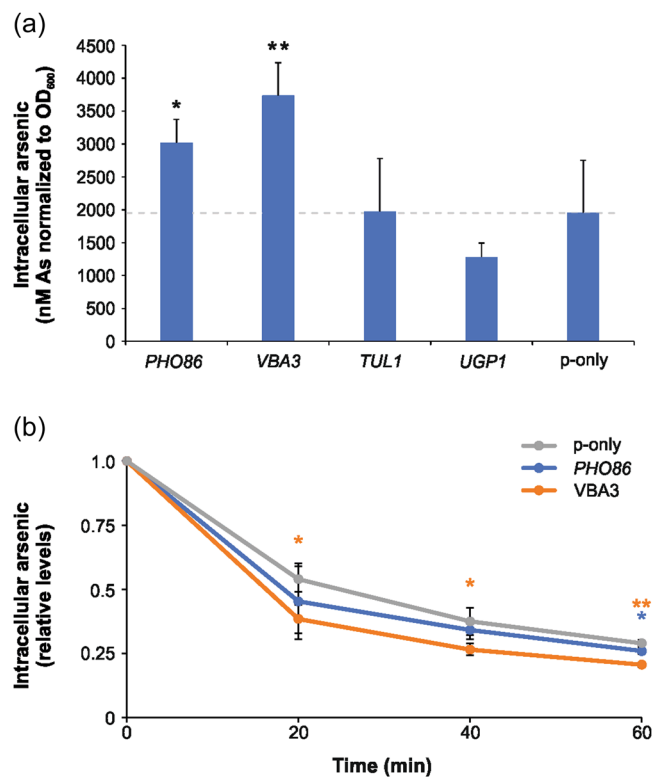 (a)
Intracellular arsenic
(nM As normalized to OD600)
4500
4000
3500
3000
2500
2000
1500
1000
500
0
*
**
PHO86
VBA3
TUL1
UGP1
p-only
(b)
p-only
PHO86
VBA3
Intracellular arsenic
(relative levels)
1.0
0.75
0.5
0.25
0
*
*
**
*
0
20
40
60
Time (min)